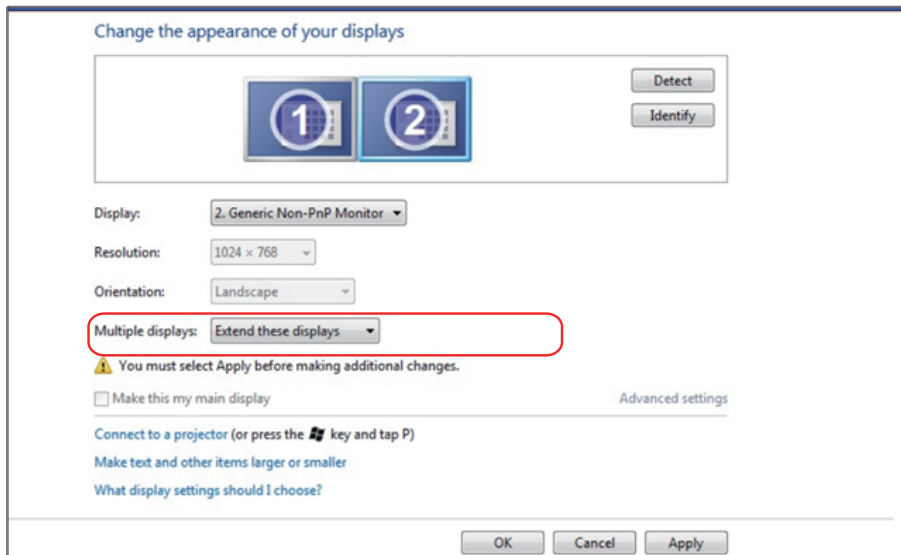 Change the appearance of your displays
1
2
Detect
Identify
Display: 2. Generic Non-PnP Monitor
Resolution: 1024 × 768
Orientation: Landscape
Multiple displays: Extend these displays
You must select Apply before making additional changes.
Make this my main display Advanced settings
Connect to a projector (or press the key and tap P)
Make text and other items larger or smaller
What display settings should I choose?
OK Cancel Apply